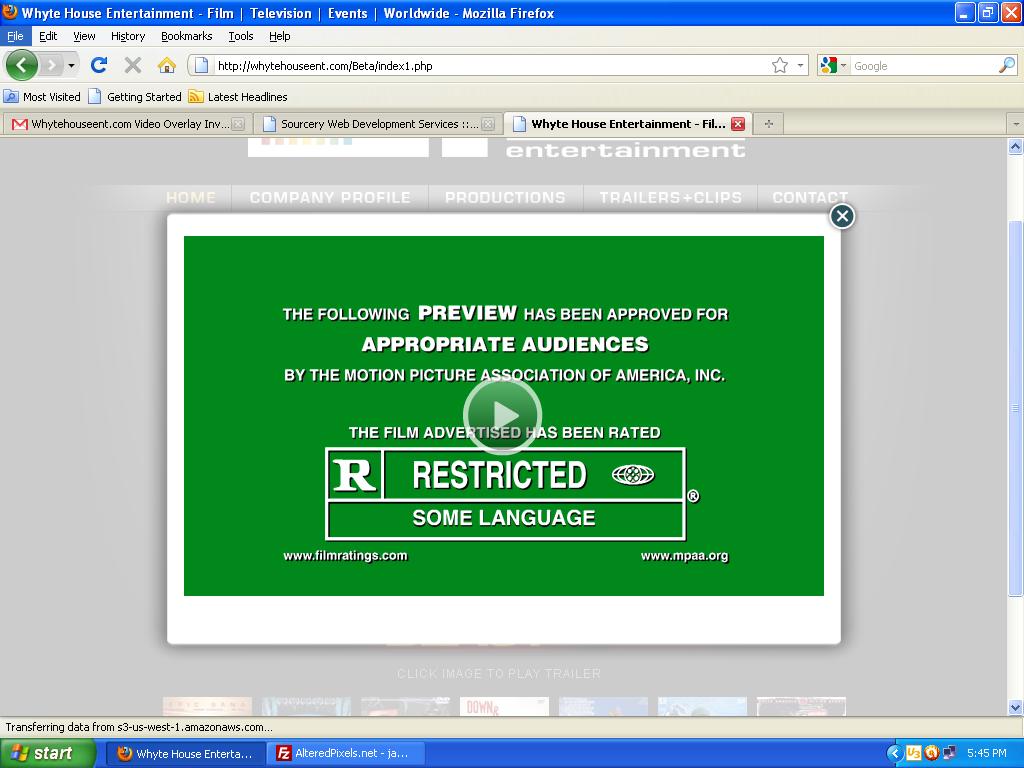 Whyte House Entertainment - Film | Television | Events | Worldwide - Mozilla Firefox
File Edit View History Bookmarks Tools Help
http://whytehouseent.com/Beta/index1.php
Google
Most Visited Getting Started Latest Headlines
Whytehouseent.com Video Overlay Inv... Sourcery Web Development Services ::... Whyte House Entertainment - Fil...
entertainment
HOME COMPANY PROFILE PRODUCTIONS TRAILERS+CLIPS CONTACT
THE FOLLOWING PREVIEW HAS BEEN APPROVED FOR
APPROPRIATE AUDIENCES
BY THE MOTION PICTURE ASSOCIATION OF AMERICA, INC.
THE FILM ADVERTISED HAS BEEN RATED
R RESTRICTED
®
SOME LANGUAGE
www.filmratings.com www.mpaa.org
CLICK IMAGE TO PLAY TRAILER
Transferring data from s3-us-west-1.amazonaws.com...
start Whyte House Enterta... AlteredPixels.net - ja... 5:45 PM